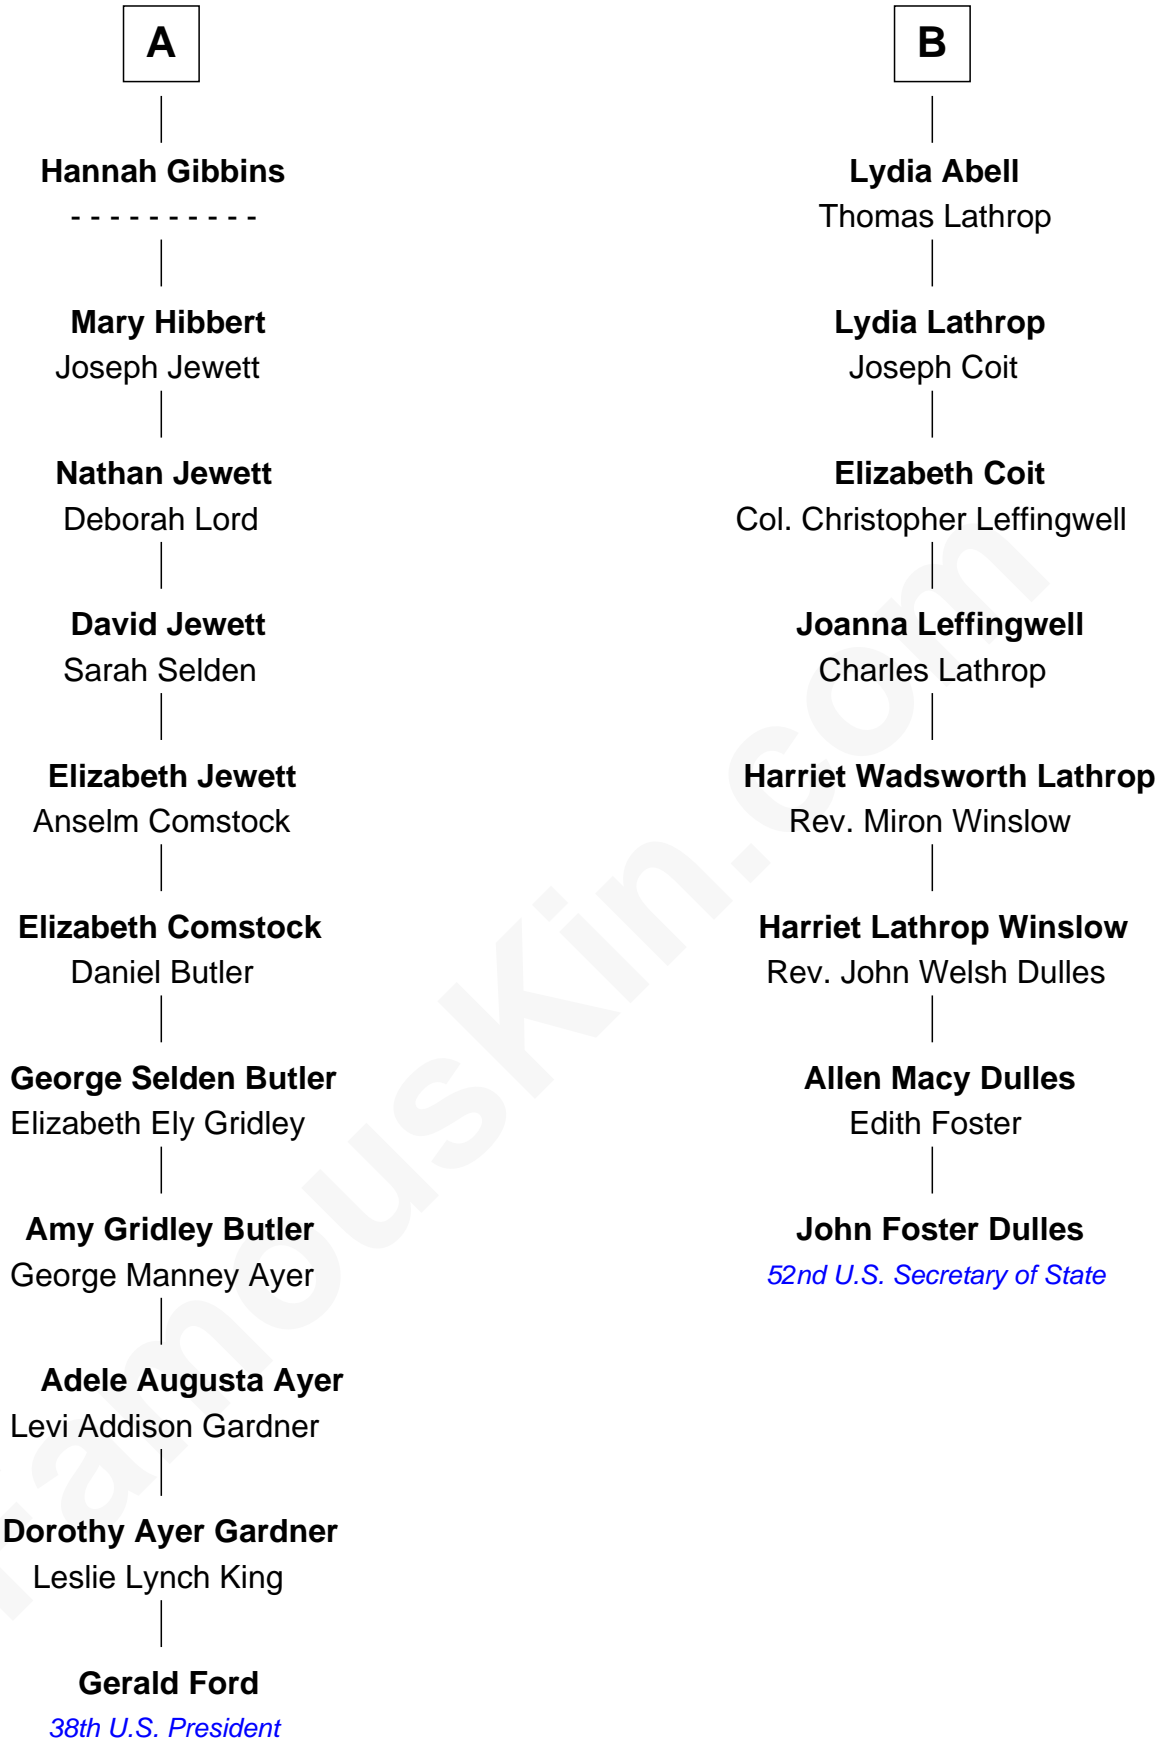 A
Hannah Gibbins
- - - - - - - - - -
Mary Hibbert
Joseph Jewett
Nathan Jewett
Deborah Lord
David Jewett
Sarah Selden
Elizabeth Jewett
Anselm Comstock
Elizabeth Comstock
Daniel Butler
George Selden Butler
Elizabeth Ely Gridley
Amy Gridley Butler
George Manney Ayer
Adele Augusta Ayer
Levi Addison Gardner
Dorothy Ayer Gardner
Leslie Lynch King
Gerald Ford
38th U.S. President
B
Lydia Abell
Thomas Lathrop
Lydia Lathrop
Joseph Coit
Elizabeth Coit
Col. Christopher Leffingwell
Joanna Leffingwell
Charles Lathrop
Harriet Wadsworth Lathrop
Rev. Miron Winslow
Harriet Lathrop Winslow
Rev. John Welsh Dulles
Allen Macy Dulles
Edith Foster
John Foster Dulles
52nd U.S. Secretary of State
FamousKin.com